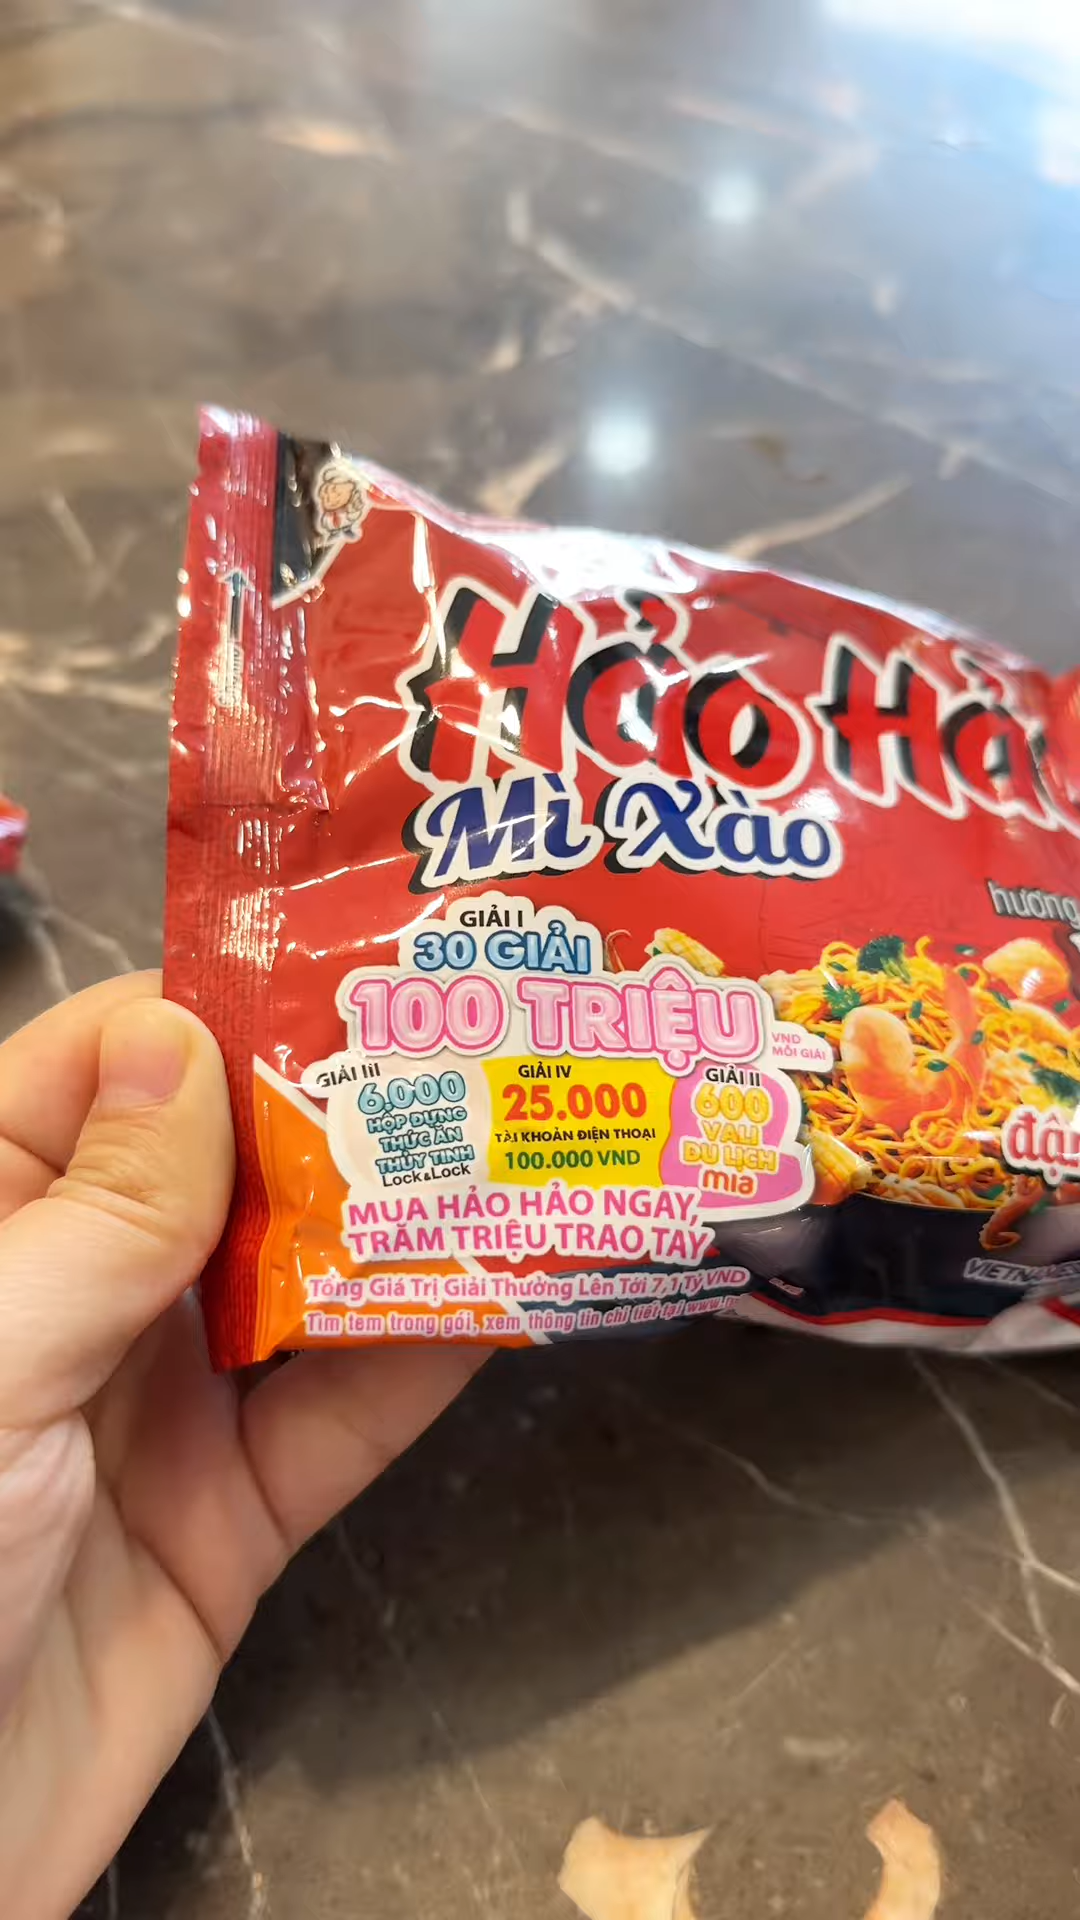 Hảo Hảo
Mì Xào
hương
GIẢI I
30 GIẢI
100 TRIỆU
VND
MỖI GIẢI
GIẢI III
6.000
HỘP ĐỰNG
THỨC ĂN
THỦY TINH
Lock&Lock
GIẢI IV
25.000
TÀI KHOẢN ĐIỆN THOẠI
100.000 VND
GIẢI II
600
VALI
DU LỊCH
mia
MUA HẢO HẢO NGAY,
TRĂM TRIỆU TRAO TAY
Tổng Giá Trị Giải Thưởng Lên Tới 7,1 Tỷ VND
Tìm tem trong gói, xem thông tin chi tiết tại www.